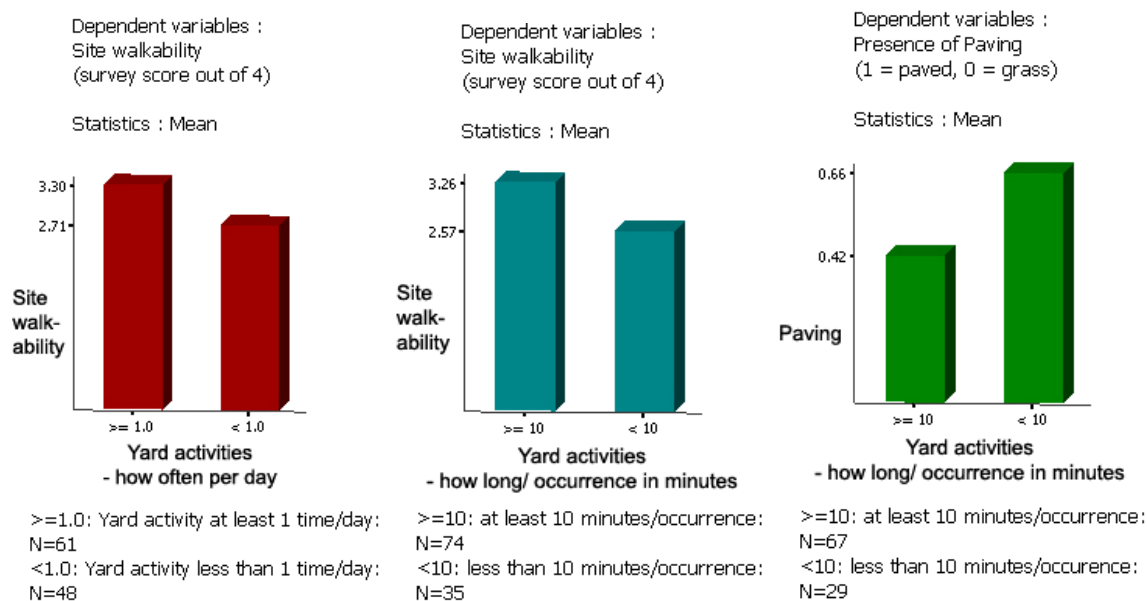 Dependent variables :
Site walkability
(survey score out of 4)
Statistics : Mean
3.30
2.71
Site
walk-
ability
>= 1.0
< 1.0
Yard activities
- how often per day
>=1.0: Yard activity at least 1 time/day:
N=61
<1.0: Yard activity less than 1 time/day:
N=48
Dependent variables :
Site walkability
(survey score out of 4)
Statistics : Mean
3.26
2.57
Site
walk-
ability
>= 10
< 10
Yard activities
- how long/ occurrence in minutes
>=10: at least 10 minutes/occurrence:
N=74
<10: less than 10 minutes/occurrence:
N=35
Dependent variables :
Presence of Paving
(1 = paved, 0 = grass)
Statistics : Mean
0.66
0.42
Paving
>= 10
< 10
Yard activities
- how long/ occurrence in minutes
>=10: at least 10 minutes/occurrence:
N=67
<10: less than 10 minutes/occurrence:
N=29